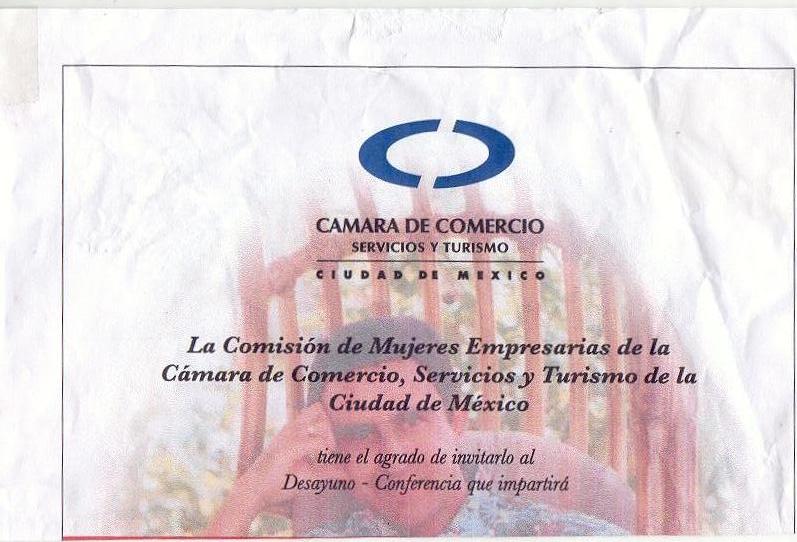 CAMARA DE COMERCIO
SERVICIOS Y TURISMO
CIUDAD DE MEXICO
La Comisión de Mujeres Empresarias de la
Cámara de Comercio, Servicios y Turismo de la
Ciudad de México
tiene el agrado de invitarlo al
Desayuno - Conferencia que impartirá